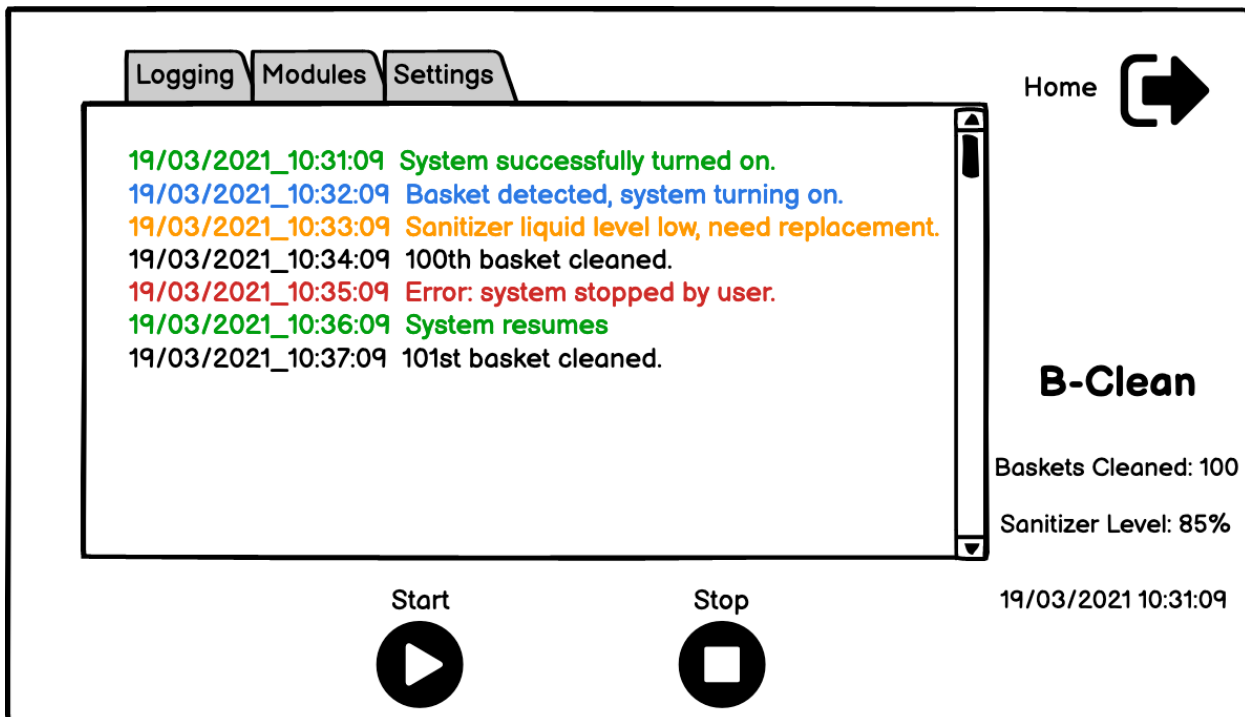 Logging Modules Settings
Home
19/03/2021_10:31:09 System successfully turned on.
19/03/2021_10:32:09 Basket detected, system turning on.
19/03/2021_10:33:09 Sanitizer liquid level low, need replacement.
19/03/2021_10:34:09 100th basket cleaned.
19/03/2021_10:35:09 Error: system stopped by user.
19/03/2021_10:36:09 System resumes
19/03/2021_10:37:09 101st basket cleaned.
B-Clean
Baskets Cleaned: 100
Sanitizer Level: 85%
19/03/2021 10:31:09
Start
Stop